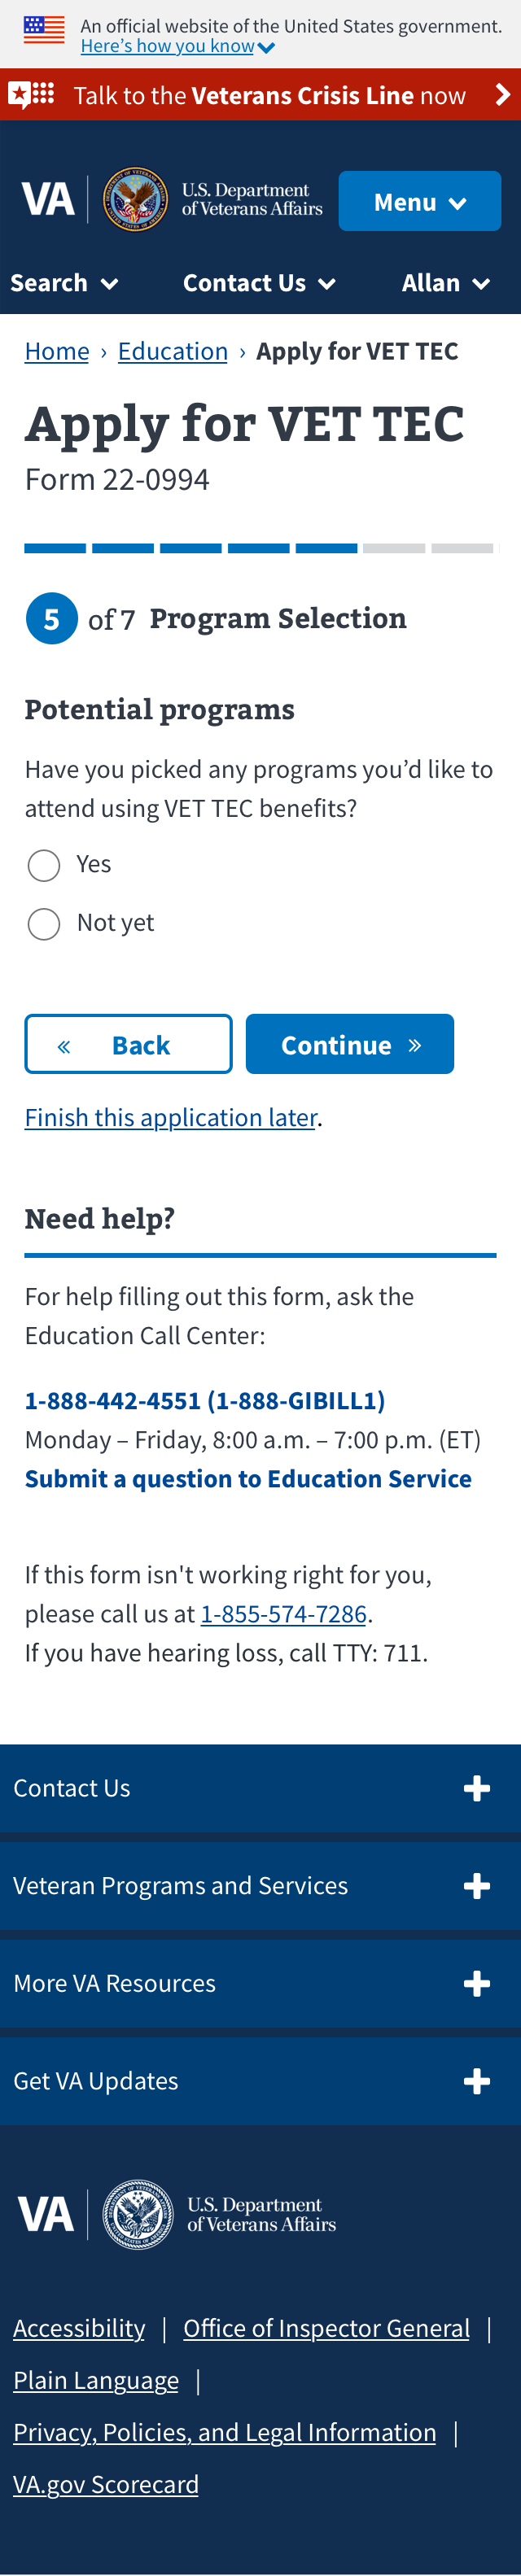 An official website of the United States government.
Here’s how you know
Talk to the Veterans Crisis Line now
VA
U.S. Department
of Veterans Affairs
Menu
Search
Contact Us
Allan
Home › Education › Apply for VET TEC
Apply for VET TEC
Form 22-0994
5 of 7 Program Selection
Potential programs
Have you picked any programs you’d like to
attend using VET TEC benefits?
Yes
Not yet
« Back
Continue »
Finish this application later.
Need help?
For help filling out this form, ask the
Education Call Center:
1-888-442-4551 (1-888-GIBILL1)
Monday – Friday, 8:00 a.m. – 7:00 p.m. (ET)
Submit a question to Education Service
If this form isn't working right for you,
please call us at 1-855-574-7286.
If you have hearing loss, call TTY: 711.
Contact Us
Veteran Programs and Services
More VA Resources
Get VA Updates
VA
U.S. Department
of Veterans Affairs
Accessibility | Office of Inspector General |
Plain Language |
Privacy, Policies, and Legal Information |
VA.gov Scorecard